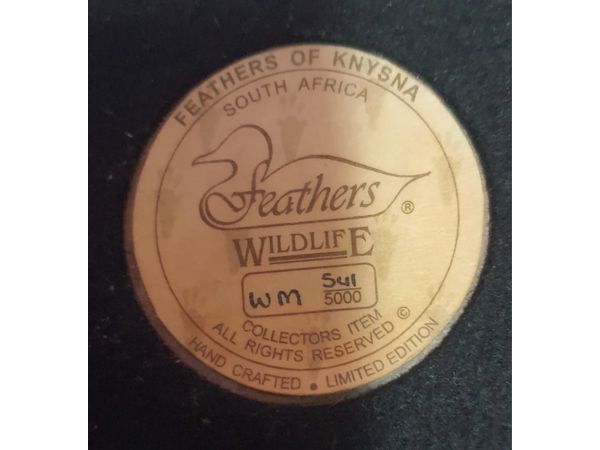 FEATHERS OF KNYSNA
SOUTH AFRICA
Feathers ®
WILDLIFE
WM 541/5000
COLLECTORS ITEM
ALL RIGHTS RESERVED ©
HAND CRAFTED • LIMITED EDITION